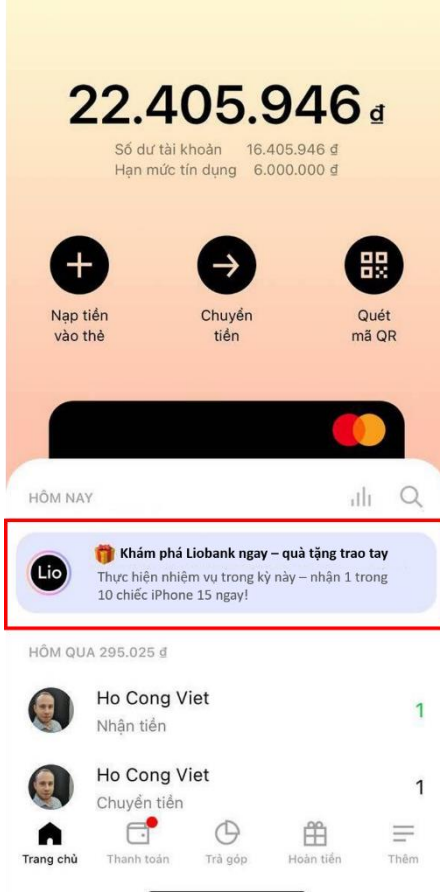 22.405.946 ₫
Số dư tài khoản 16.405.946 ₫
Hạn mức tín dụng 6.000.000 ₫
Nạp tiền
vào thẻ
Chuyển
tiền
Quét
mã QR
HÔM NAY
Lio
Khám phá Liobank ngay – quà tặng trao tay
Thực hiện nhiệm vụ trong kỳ này – nhận 1 trong
10 chiếc iPhone 15 ngay!
HÔM QUA 295.025 ₫
Ho Cong Viet
Nhận tiền
1
Ho Cong Viet
Chuyển tiền
1
Trang chủ
Thanh toán
Trả góp
Hoàn tiền
Thêm